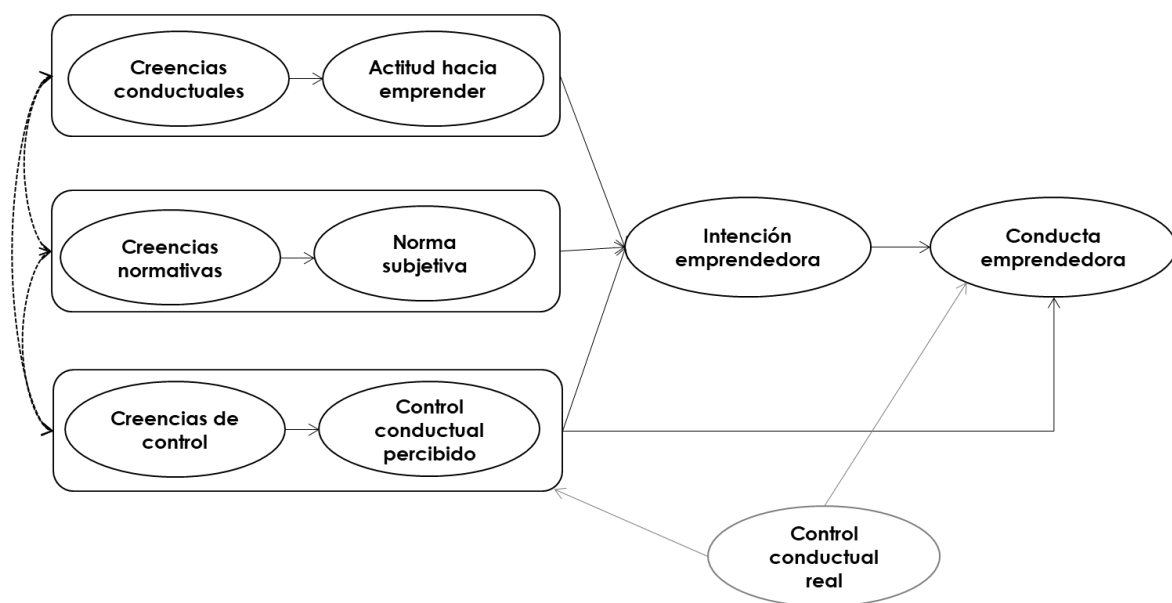 Creencias
conductuales
Actitud hacia
emprender
Creencias
normativas
Norma
subjetiva
Intención
emprendedora
Conducta
emprendedora
Creencias de
control
Control
conductual
percibido
Control
conductual
real